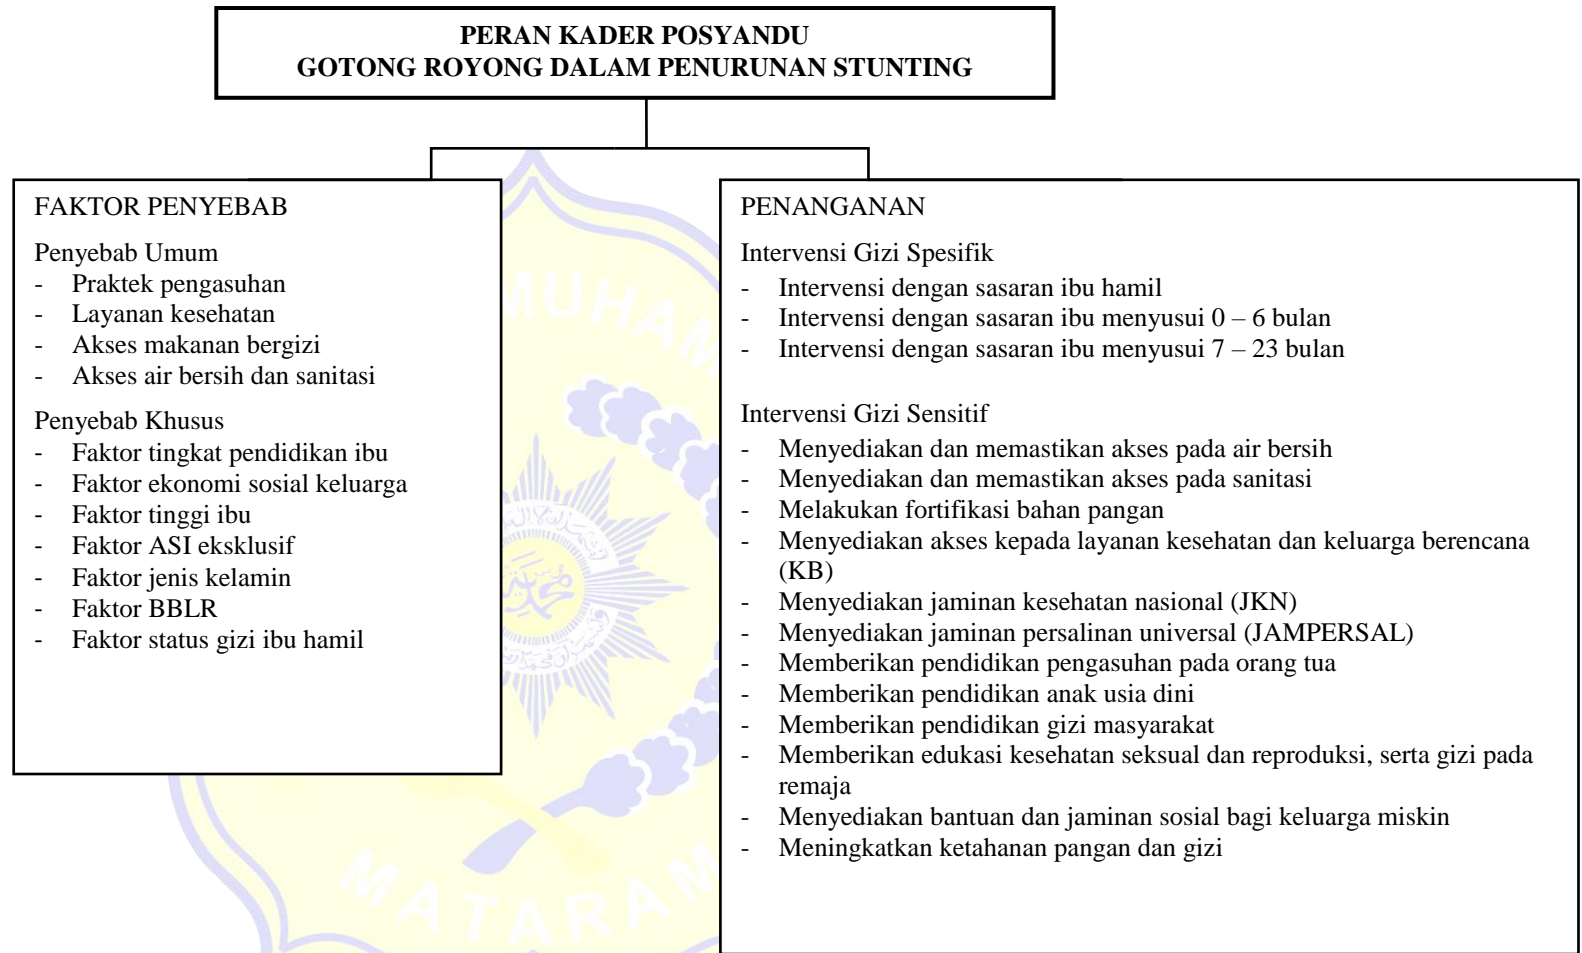 PERAN KADER POSYANDU
GOTONG ROYONG DALAM PENURUNAN STUNTING
FAKTOR PENYEBAB
Penyebab Umum
- Praktek pengasuhan
- Layanan kesehatan
- Akses makanan bergizi
- Akses air bersih dan sanitasi
Penyebab Khusus
- Faktor tingkat pendidikan ibu
- Faktor ekonomi sosial keluarga
- Faktor tinggi ibu
- Faktor ASI eksklusif
- Faktor jenis kelamin
- Faktor BBLR
- Faktor status gizi ibu hamil
PENANGANAN
Intervensi Gizi Spesifik
- Intervensi dengan sasaran ibu hamil
- Intervensi dengan sasaran ibu menyusui 0 – 6 bulan
- Intervensi dengan sasaran ibu menyusui 7 – 23 bulan
Intervensi Gizi Sensitif
- Menyediakan dan memastikan akses pada air bersih
- Menyediakan dan memastikan akses pada sanitasi
- Melakukan fortifikasi bahan pangan
- Menyediakan akses kepada layanan kesehatan dan keluarga berencana
(KB)
- Menyediakan jaminan kesehatan nasional (JKN)
- Menyediakan jaminan persalinan universal (JAMPERSAL)
- Memberikan pendidikan pengasuhan pada orang tua
- Memberikan pendidikan anak usia dini
- Memberikan pendidikan gizi masyarakat
- Memberikan edukasi kesehatan seksual dan reproduksi, serta gizi pada
remaja
- Menyediakan bantuan dan jaminan sosial bagi keluarga miskin
- Meningkatkan ketahanan pangan dan gizi
MATARAM